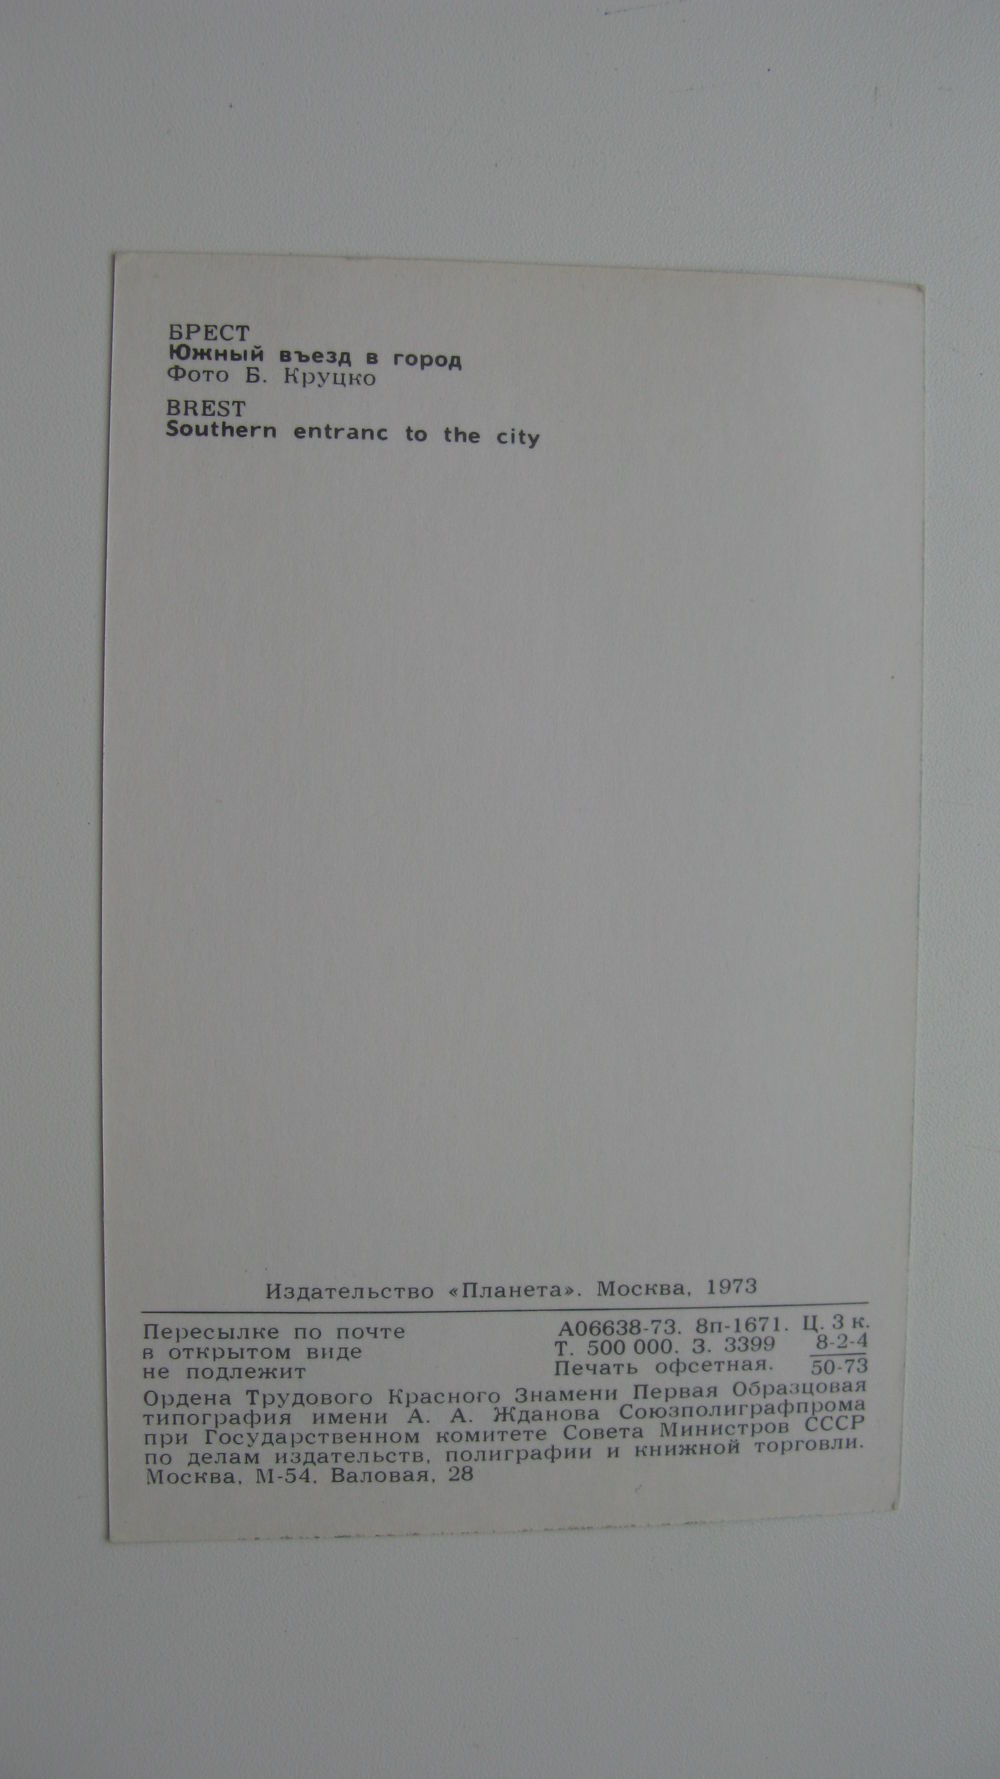 БРЕСТ
Южный въезд в город
Фото Б. Круцко
BREST
Southern entranc to the city
Издательство «Планета». Москва, 1973
Пересылке по почте
в открытом виде
не подлежит
А06638-73. 8п-1671. Ц. 3 к.
Т. 500 000. З. 3399 8-2-4
Печать офсетная. 50-73
Ордена Трудового Красного Знамени Первая Образцовая
типография имени А. А. Жданова Союзполиграфпрома
при Государственном комитете Совета Министров СССР
по делам издательств, полиграфии и книжной торговли.
Москва, М-54, Валовая, 28